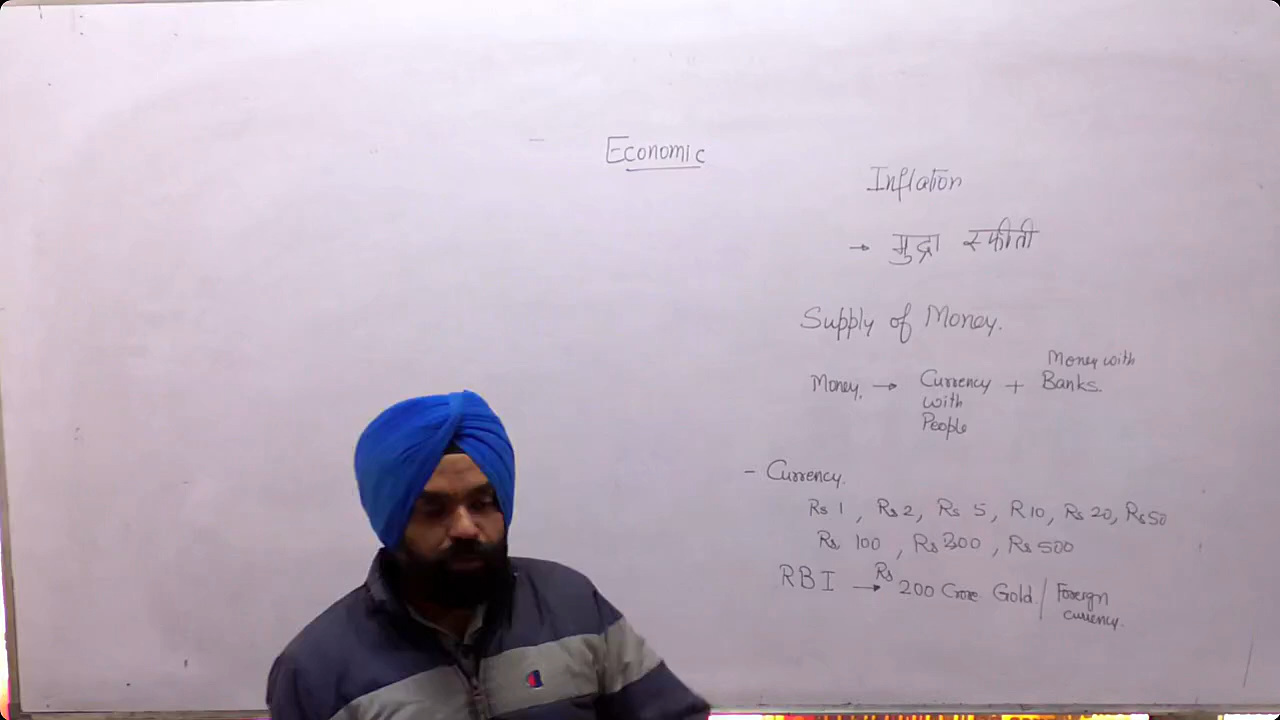 Economic
Inflation
→ मुद्रा स्फीती
Supply of Money.
Money with
Money. → Currency + Banks.
with
People
- Currency.
Rs 1, Rs 2, Rs 5, R 10, Rs 20, Rs 50
Rs 100, Rs 300, Rs 500
RBI → Rs 200 Crore Gold / Foreign
currency.